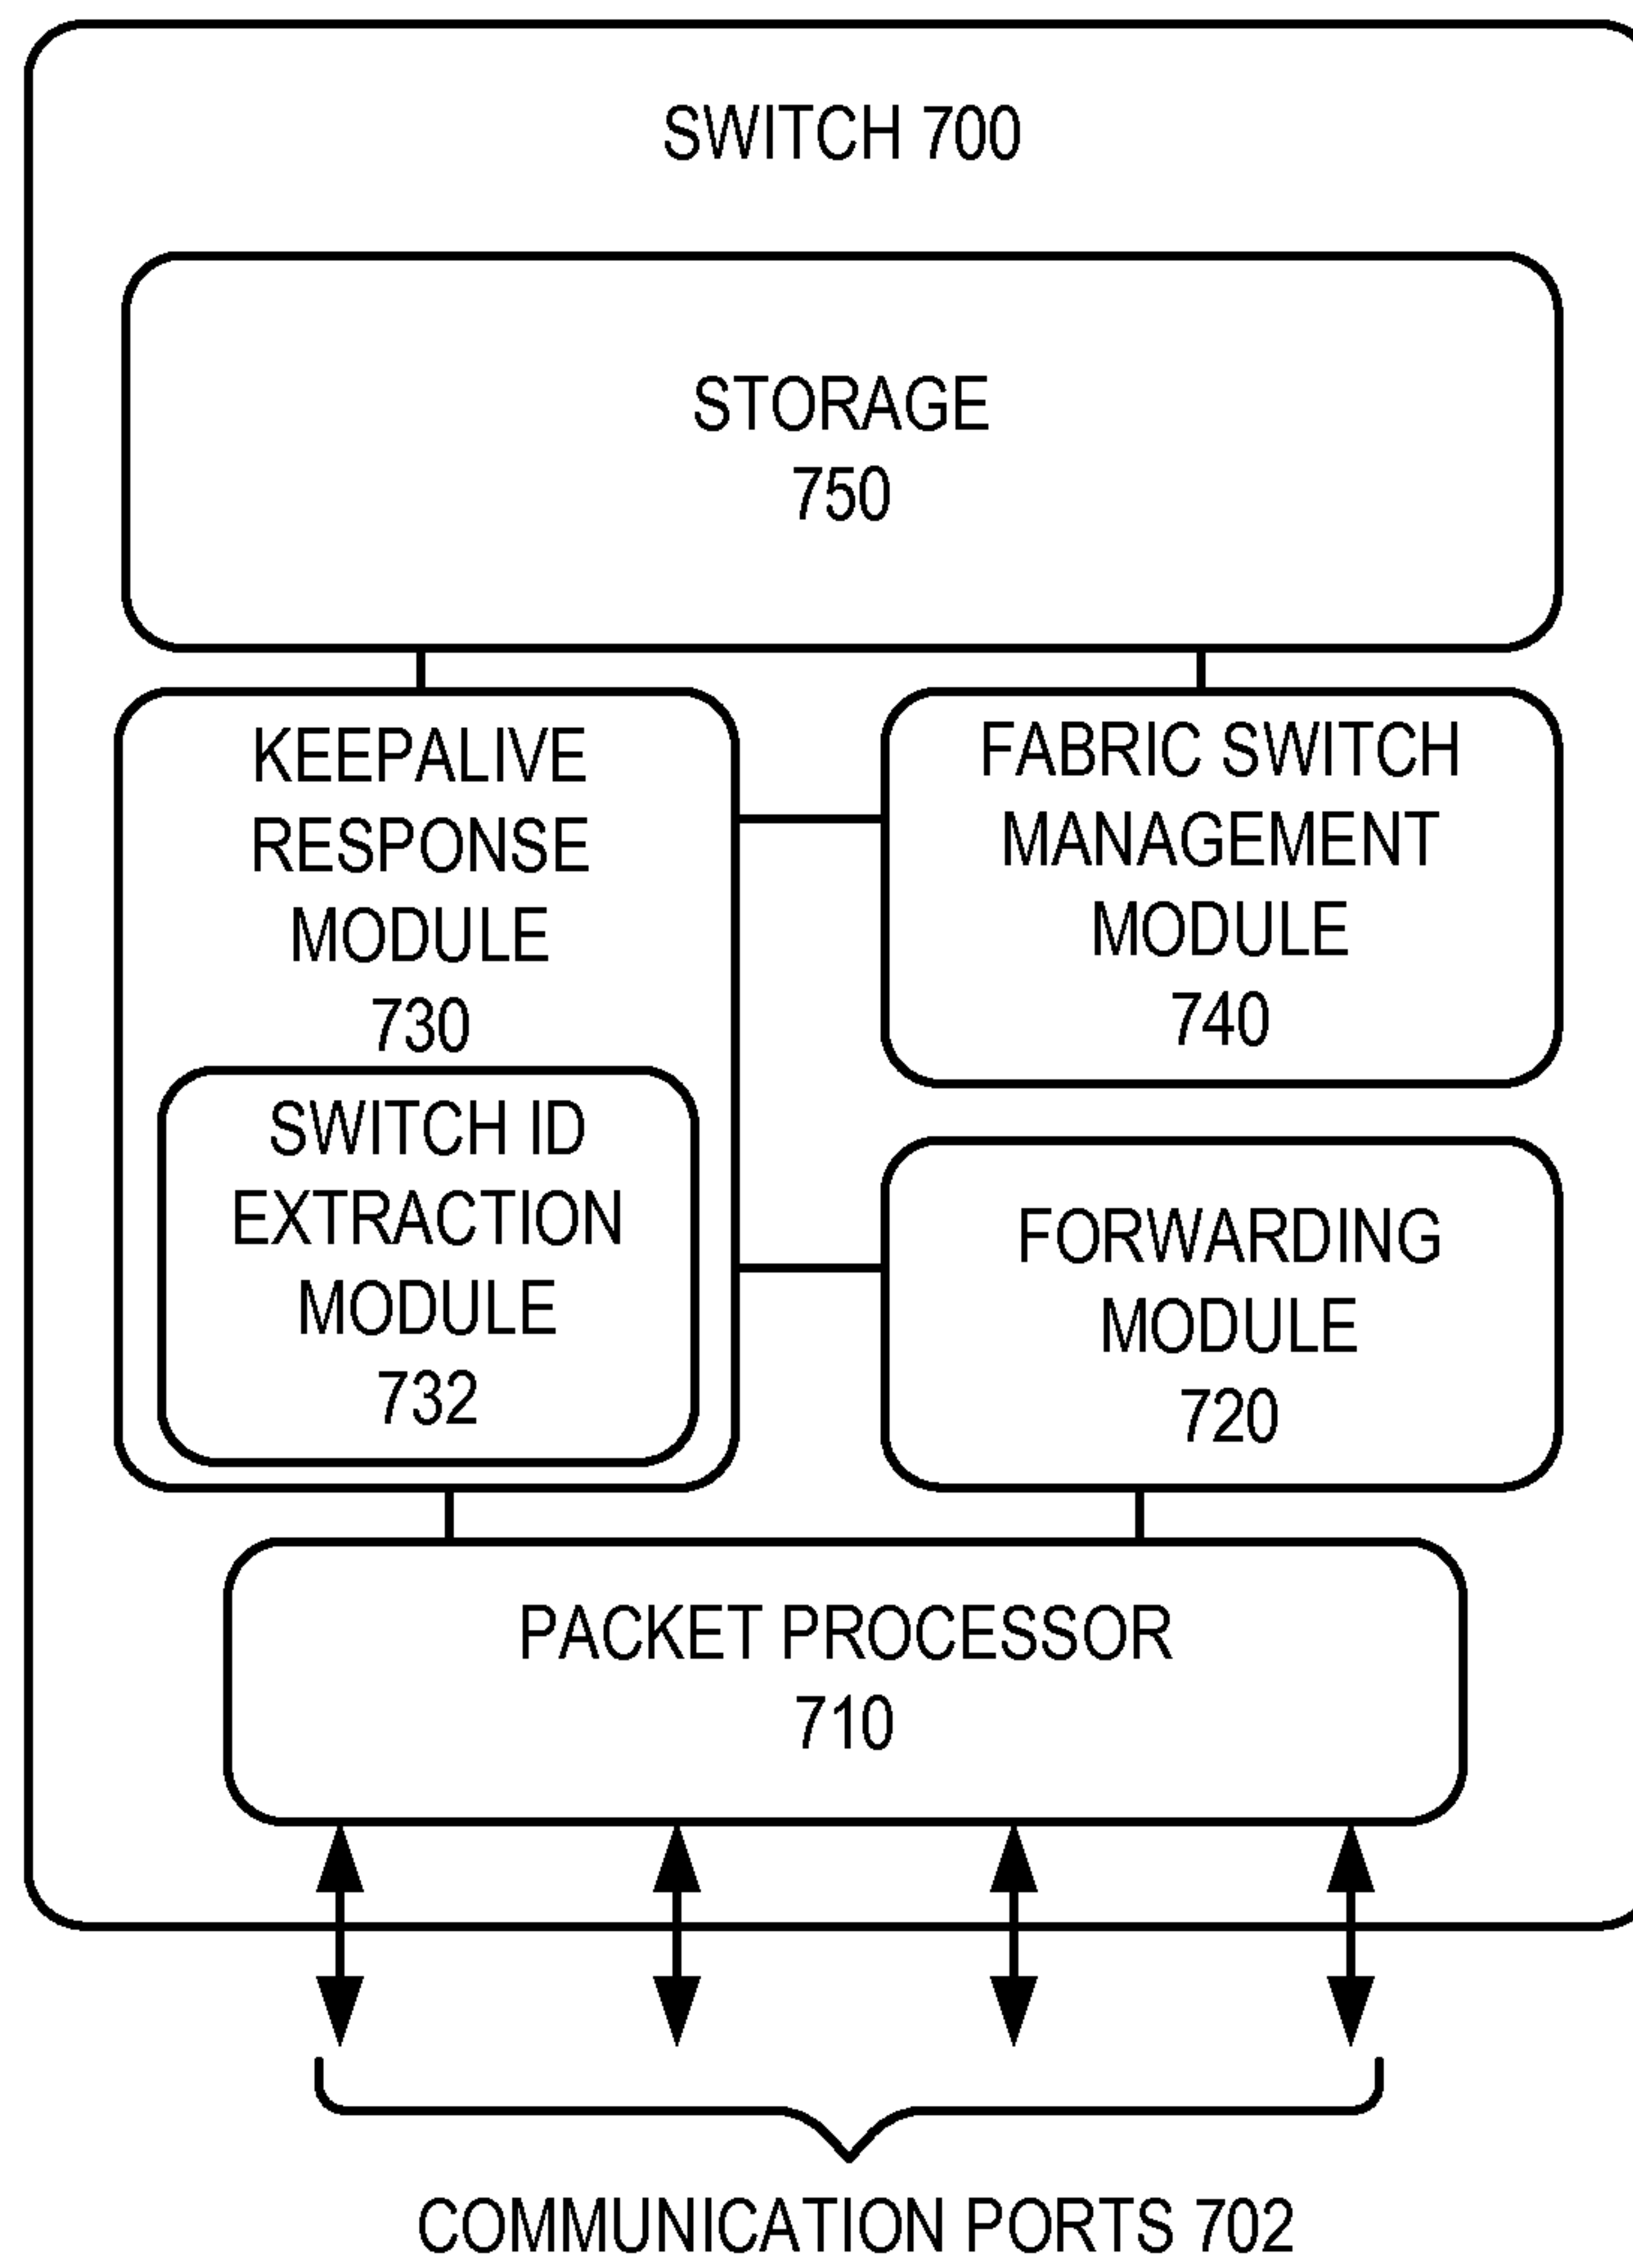 SWITCH 700
STORAGE
750
KEEPALIVE
RESPONSE
MODULE
730
SWITCH ID
EXTRACTION
MODULE
732
FABRIC SWITCH
MANAGEMENT
MODULE
740
FORWARDING
MODULE
720
PACKET PROCESSOR
710
COMMUNICATION PORTS 702